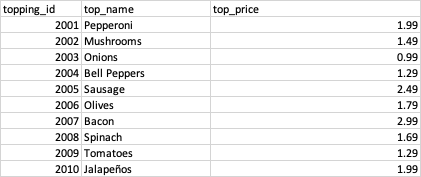 topping_id top_name top_price
2001 Pepperoni 1.99
2002 Mushrooms 1.49
2003 Onions 0.99
2004 Bell Peppers 1.29
2005 Sausage 2.49
2006 Olives 1.79
2007 Bacon 2.99
2008 Spinach 1.69
2009 Tomatoes 1.29
2010 Jalapeños 1.99